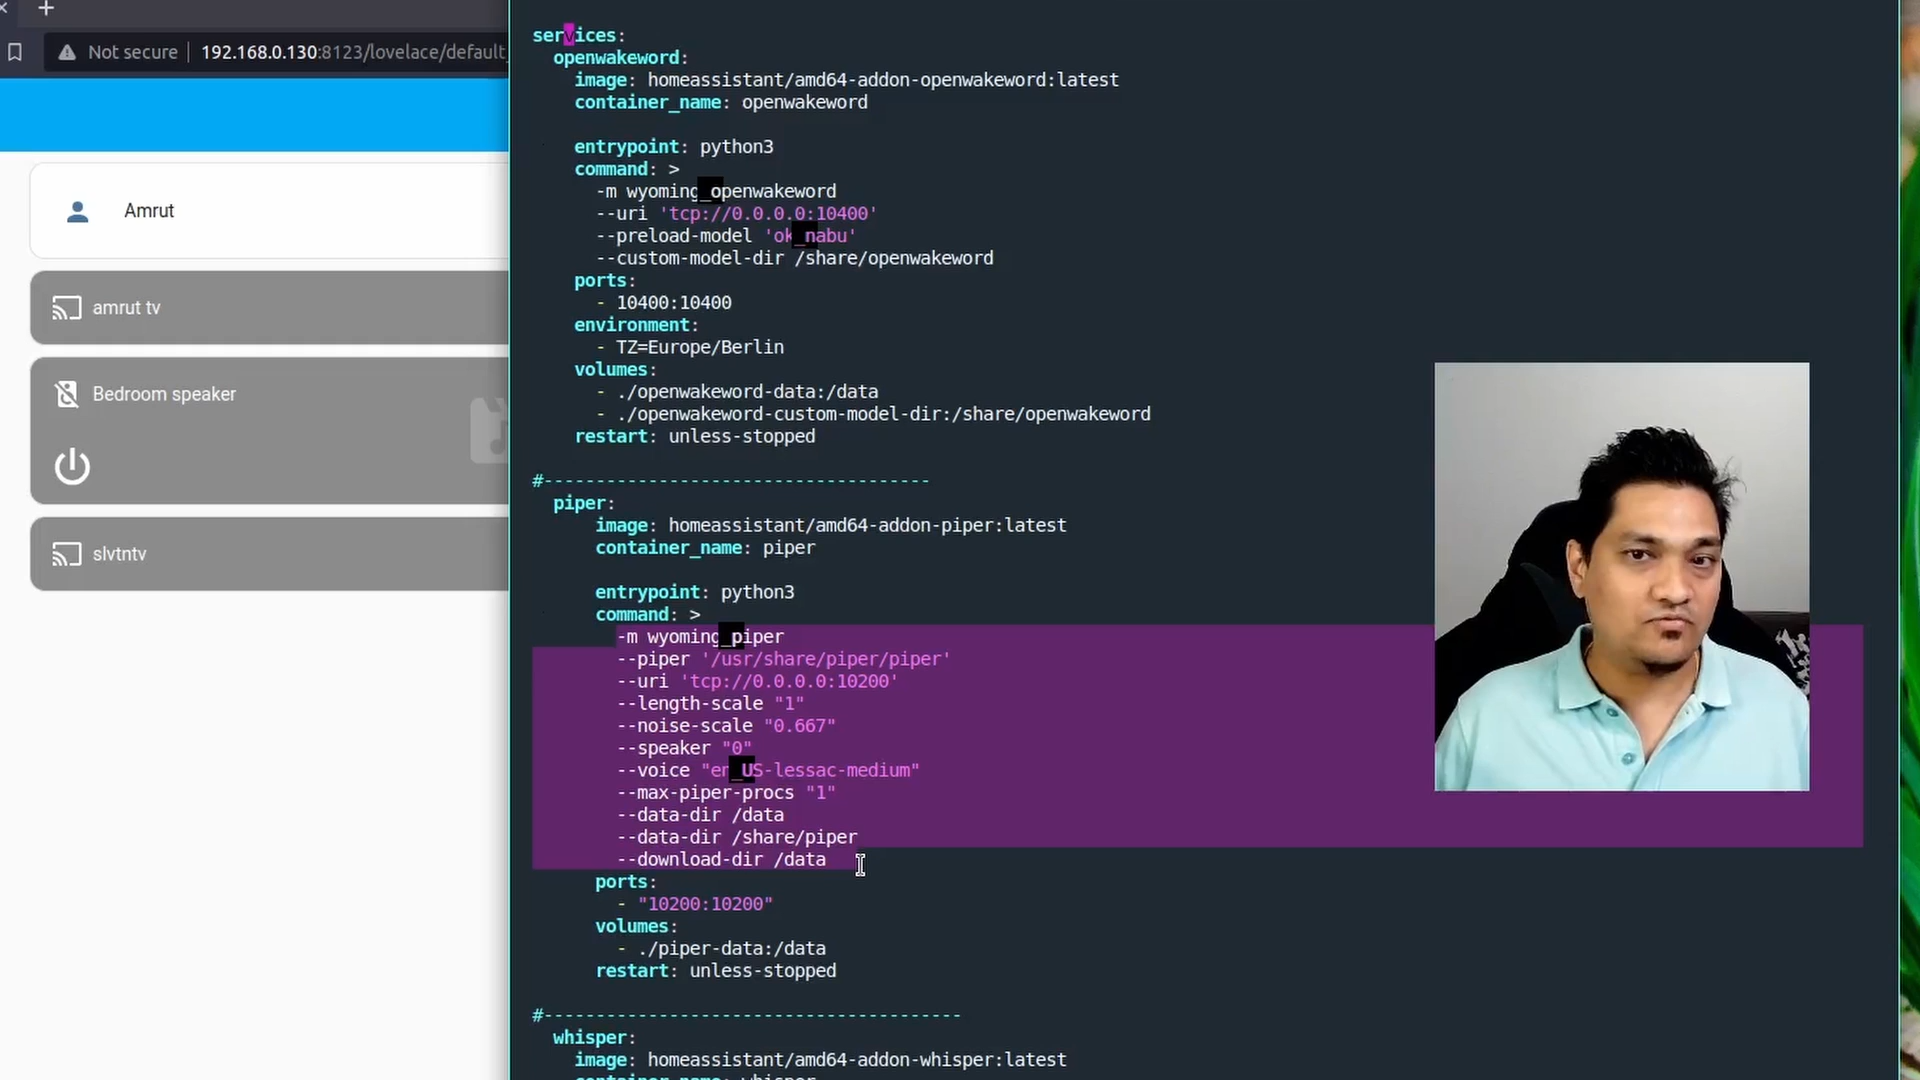 Not secure
192.168.0.130:8123/lovelace/default_
Amrut
amrut tv
Bedroom speaker
slvtntv
services:
openwakeword:
image: homeassistant/amd64-addon-openwakeword:latest
container_name: openwakeword
entrypoint: python3
command: >
-m wyoming_openwakeword
--uri 'tcp://0.0.0.0:10400'
--preload-model 'ok_nabu'
--custom-model-dir /share/openwakeword
ports:
- 10400:10400
environment:
- TZ=Europe/Berlin
volumes:
- ./openwakeword-data:/data
- ./openwakeword-custom-model-dir:/share/openwakeword
restart: unless-stopped
#-------------------------------------
piper:
image: homeassistant/amd64-addon-piper:latest
container_name: piper
entrypoint: python3
command: >
-m wyoming_piper
--piper '/usr/share/piper/piper'
--uri 'tcp://0.0.0.0:10200'
--length-scale "1"
--noise-scale "0.667"
--speaker "0"
--voice "en_US-lessac-medium"
--max-piper-procs "1"
--data-dir /data
--data-dir /share/piper
--download-dir /data
ports:
- "10200:10200"
volumes:
- ./piper-data:/data
restart: unless-stopped
#----------------------------------------
whisper:
image: homeassistant/amd64-addon-whisper:latest
container_name: whisper